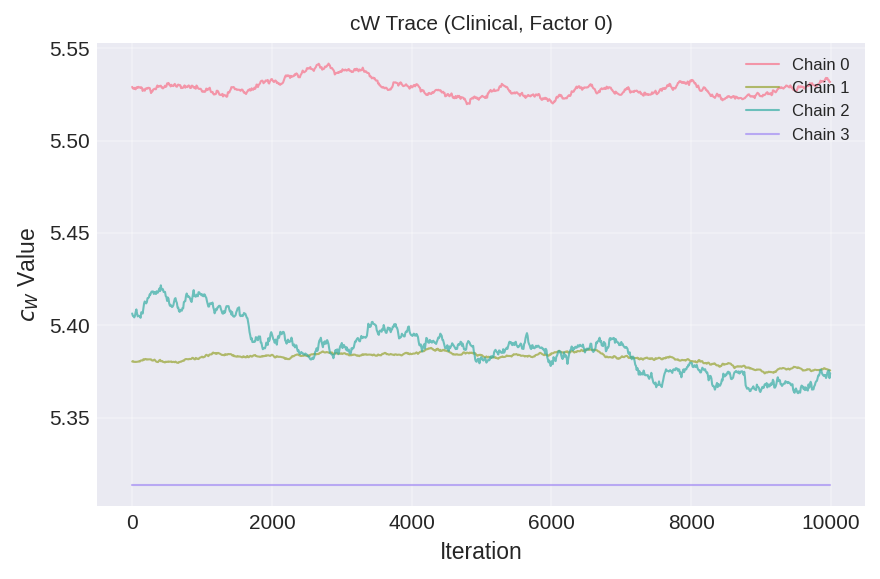 cW Trace (Clinical, Factor 0)
5.55
5.50
5.45
5.40
5.35
cW Value
0
2000
4000
6000
8000
10000
Iteration
Chain 0
Chain 1
Chain 2
Chain 3